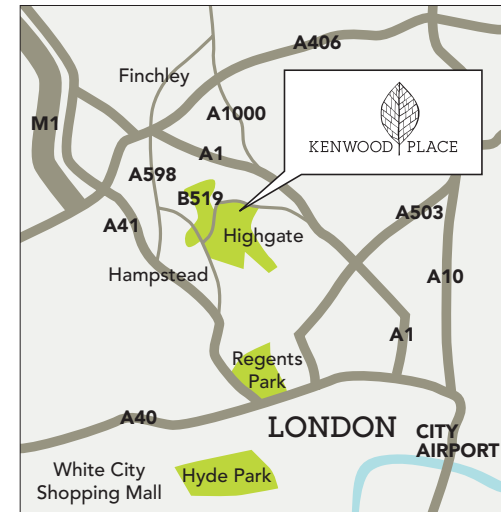 A406
Finchley
M1
A1000
KENWOOD PLACE
A1
A598
B519
A503
A41
Highgate
Hampstead
A10
A1
Regents
Park
A40
LONDON
CITY
AIRPORT
White City
Shopping Mall
Hyde Park